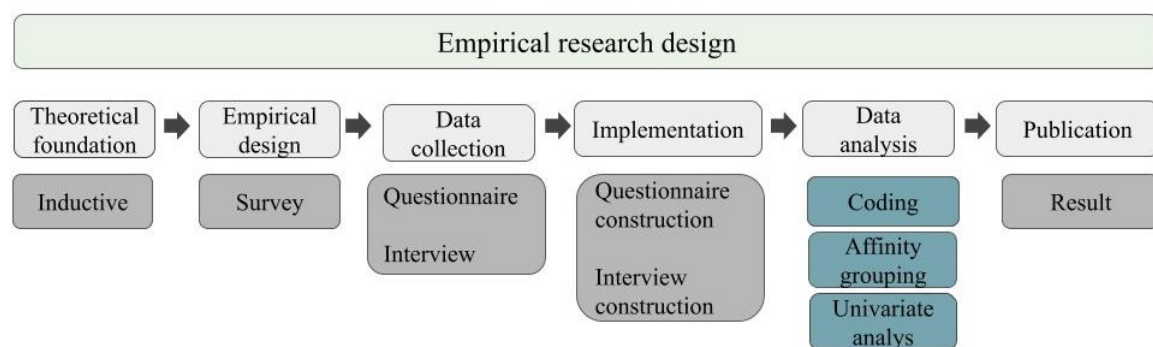 Empirical research design
Theoretical
foundation
Empirical
design
Data
collection
Implementation
Data
analysis
Publication
Inductive
Survey
Questionnaire
Interview
Questionnaire
construction
Interview
construction
Coding
Affinity
grouping
Univariate
analys
Result